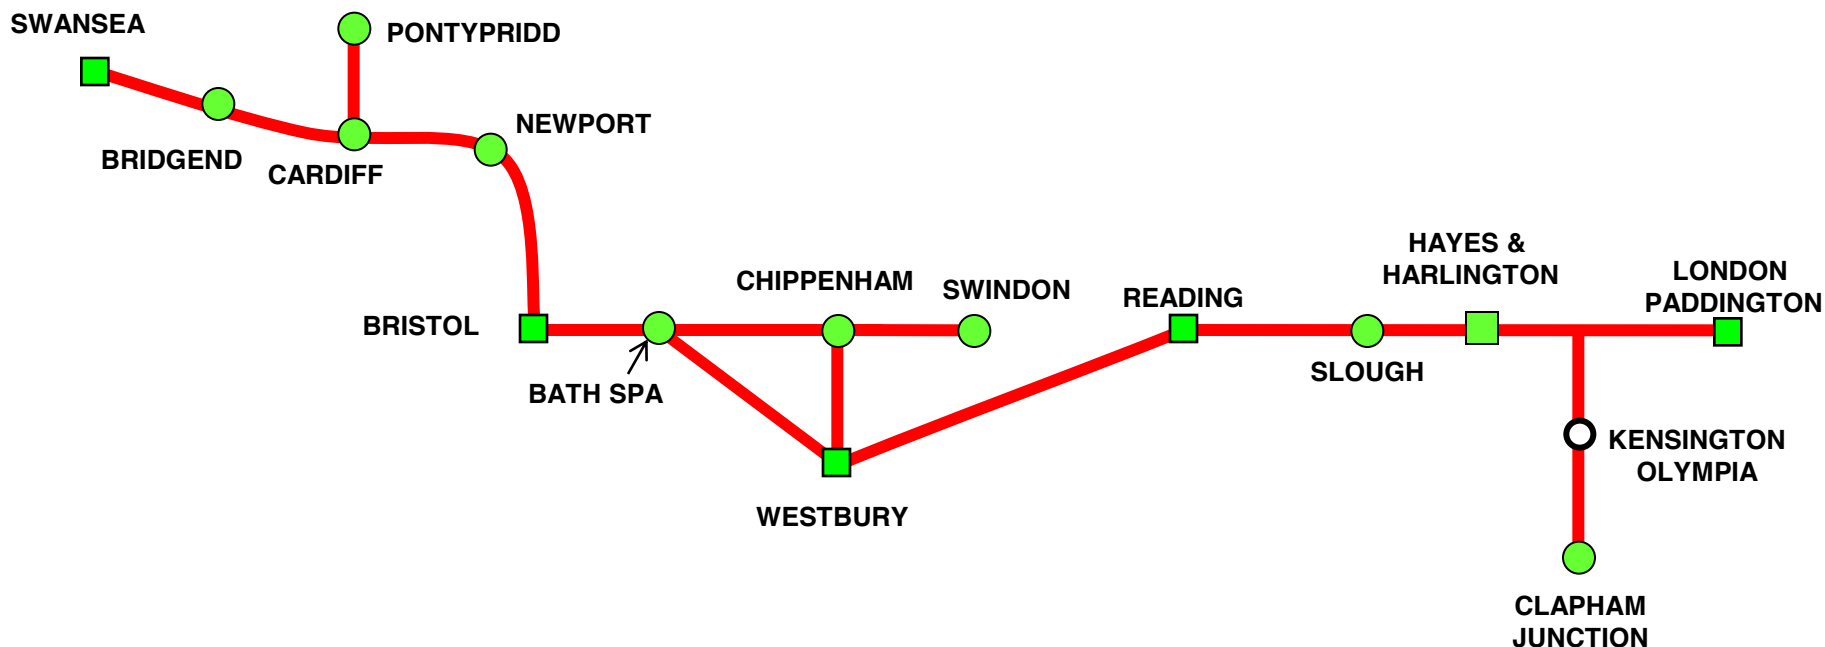 SWANSEA
PONTYPRIDD
NEWPORT
BRIDGEND
CARDIFF
HAYES &
HARLINGTON
LONDON
PADDINGTON
CHIPPENHAM
SWINDON
READING
BRISTOL
SLOUGH
BATH SPA
KENSINGTON
OLYMPIA
WESTBURY
CLAPHAM
JUNCTION